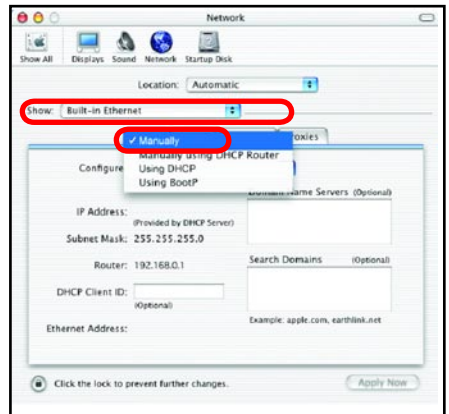 Network
Show All Displays Sound Network Startup Disk
Location: Automatic
Show: Built-in Ethernet
✓ Manually
Manually using DHCP Router
Using DHCP
Using BootP
Configure
Domain Name Servers (Optional)
IP Address:
(Provided by DHCP Server)
Subnet Mask: 255.255.255.0
Router: 192.168.0.1
Search Domains (Optional)
DHCP Client ID:
(Optional)
Example: apple.com, earthlink.net
Ethernet Address:
Click the lock to prevent further changes.
Apply Now